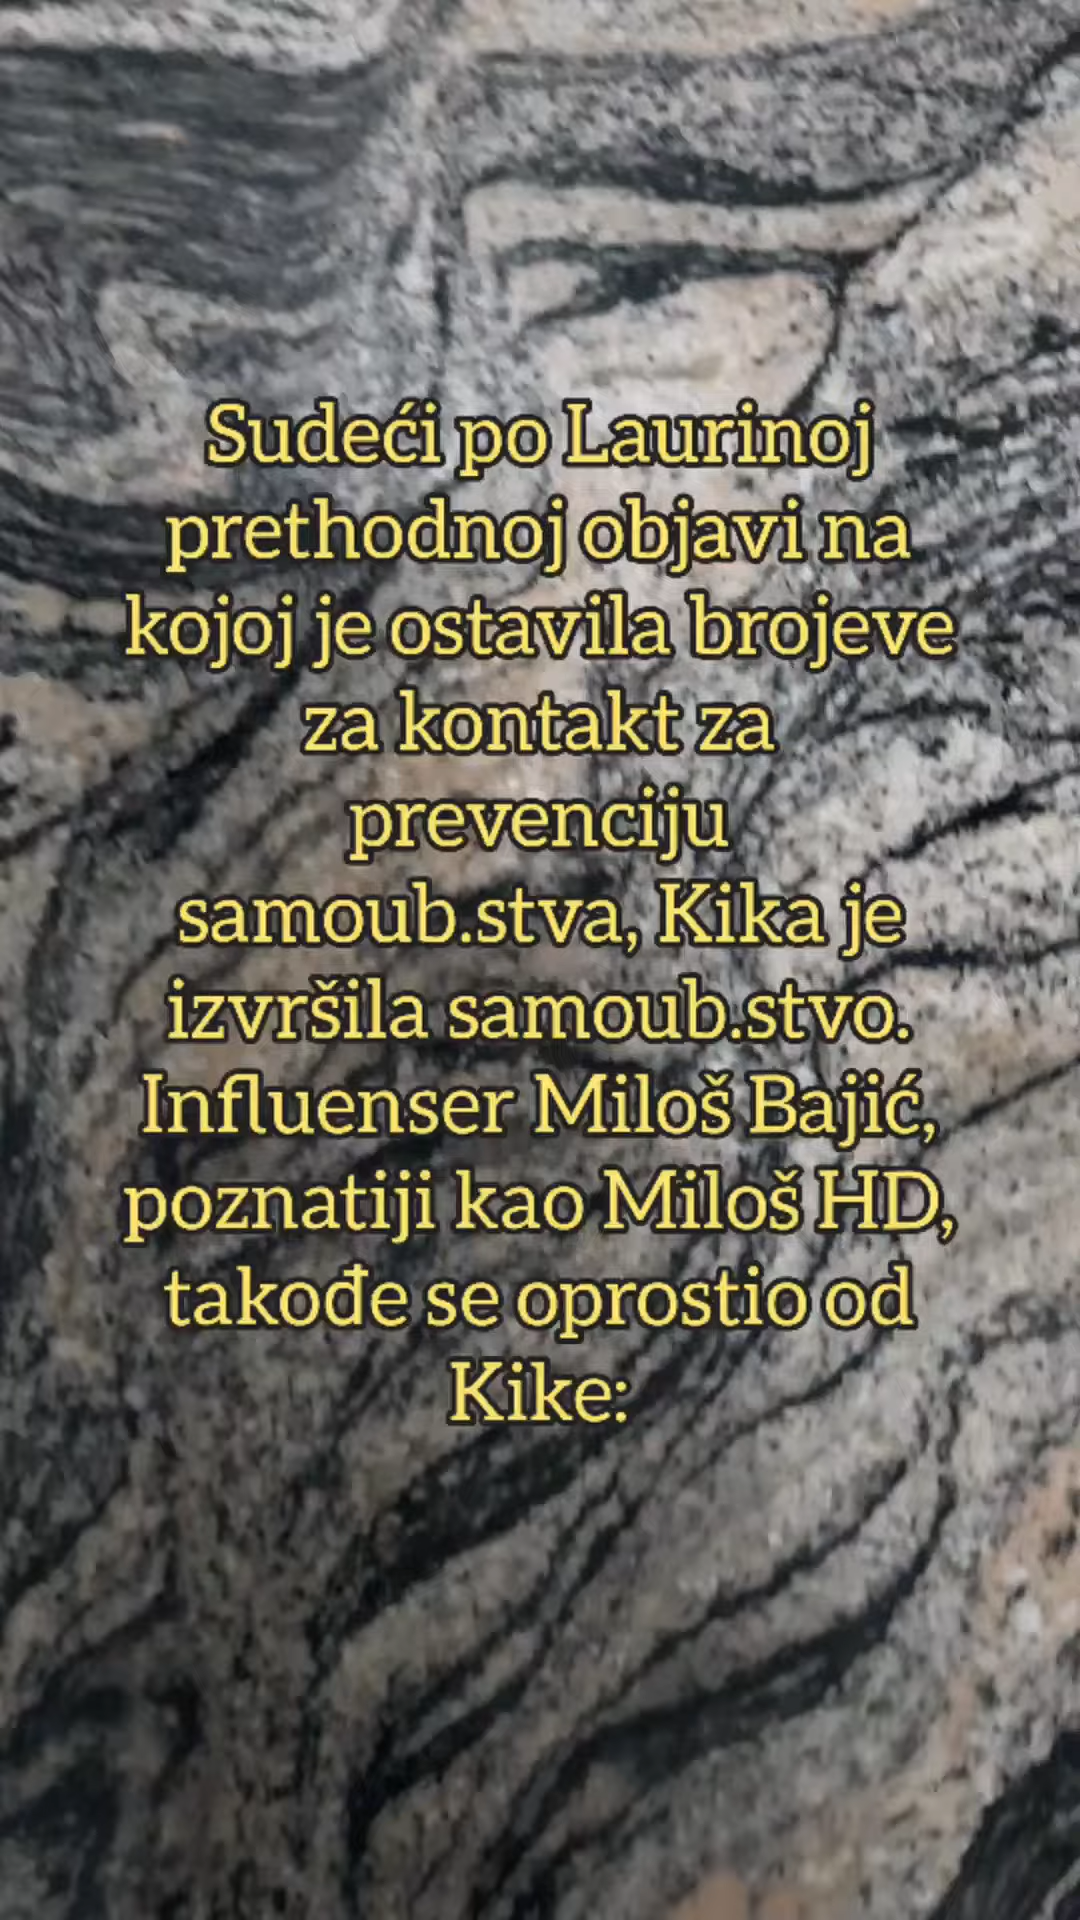 Sudeći po Laurinoj
prethodnoj objavi na
kojoj je ostavila brojeve
za kontakt za
prevenciju
samoub.stva, Kika je
izvršila samoub.stvo.
Influenser Miloš Bajić,
poznatiji kao Miloš HD,
takođe se oprostio od
Kike: